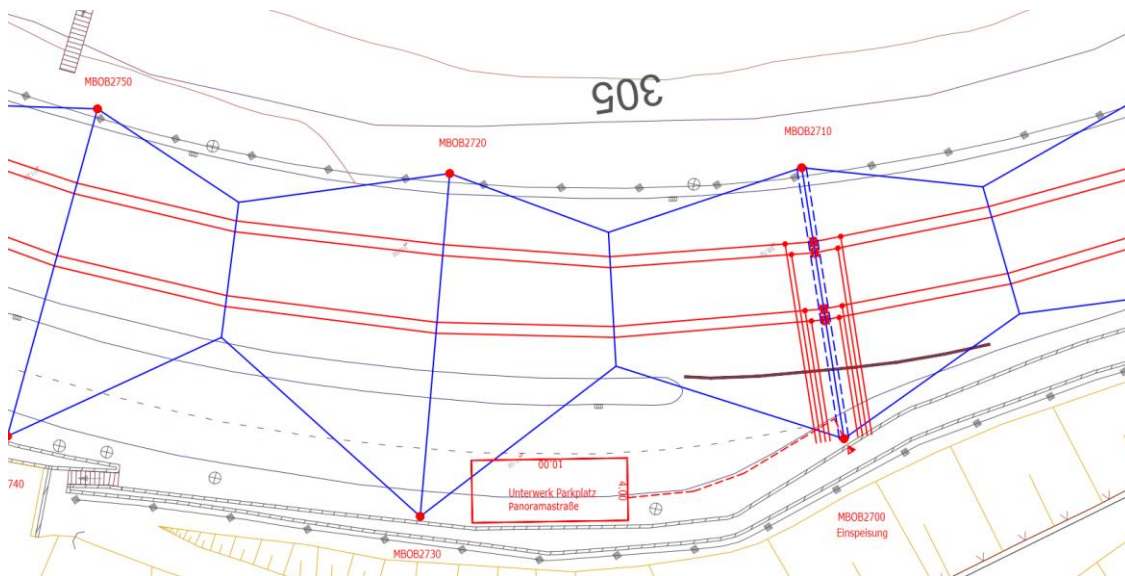 MBOB2750
305
MBOB2720
MBOB2710
740
10.00
4.00
Unterwerk Parkplatz
Panoramastraße
MBOB2730
MBOB2700
Einspeisung